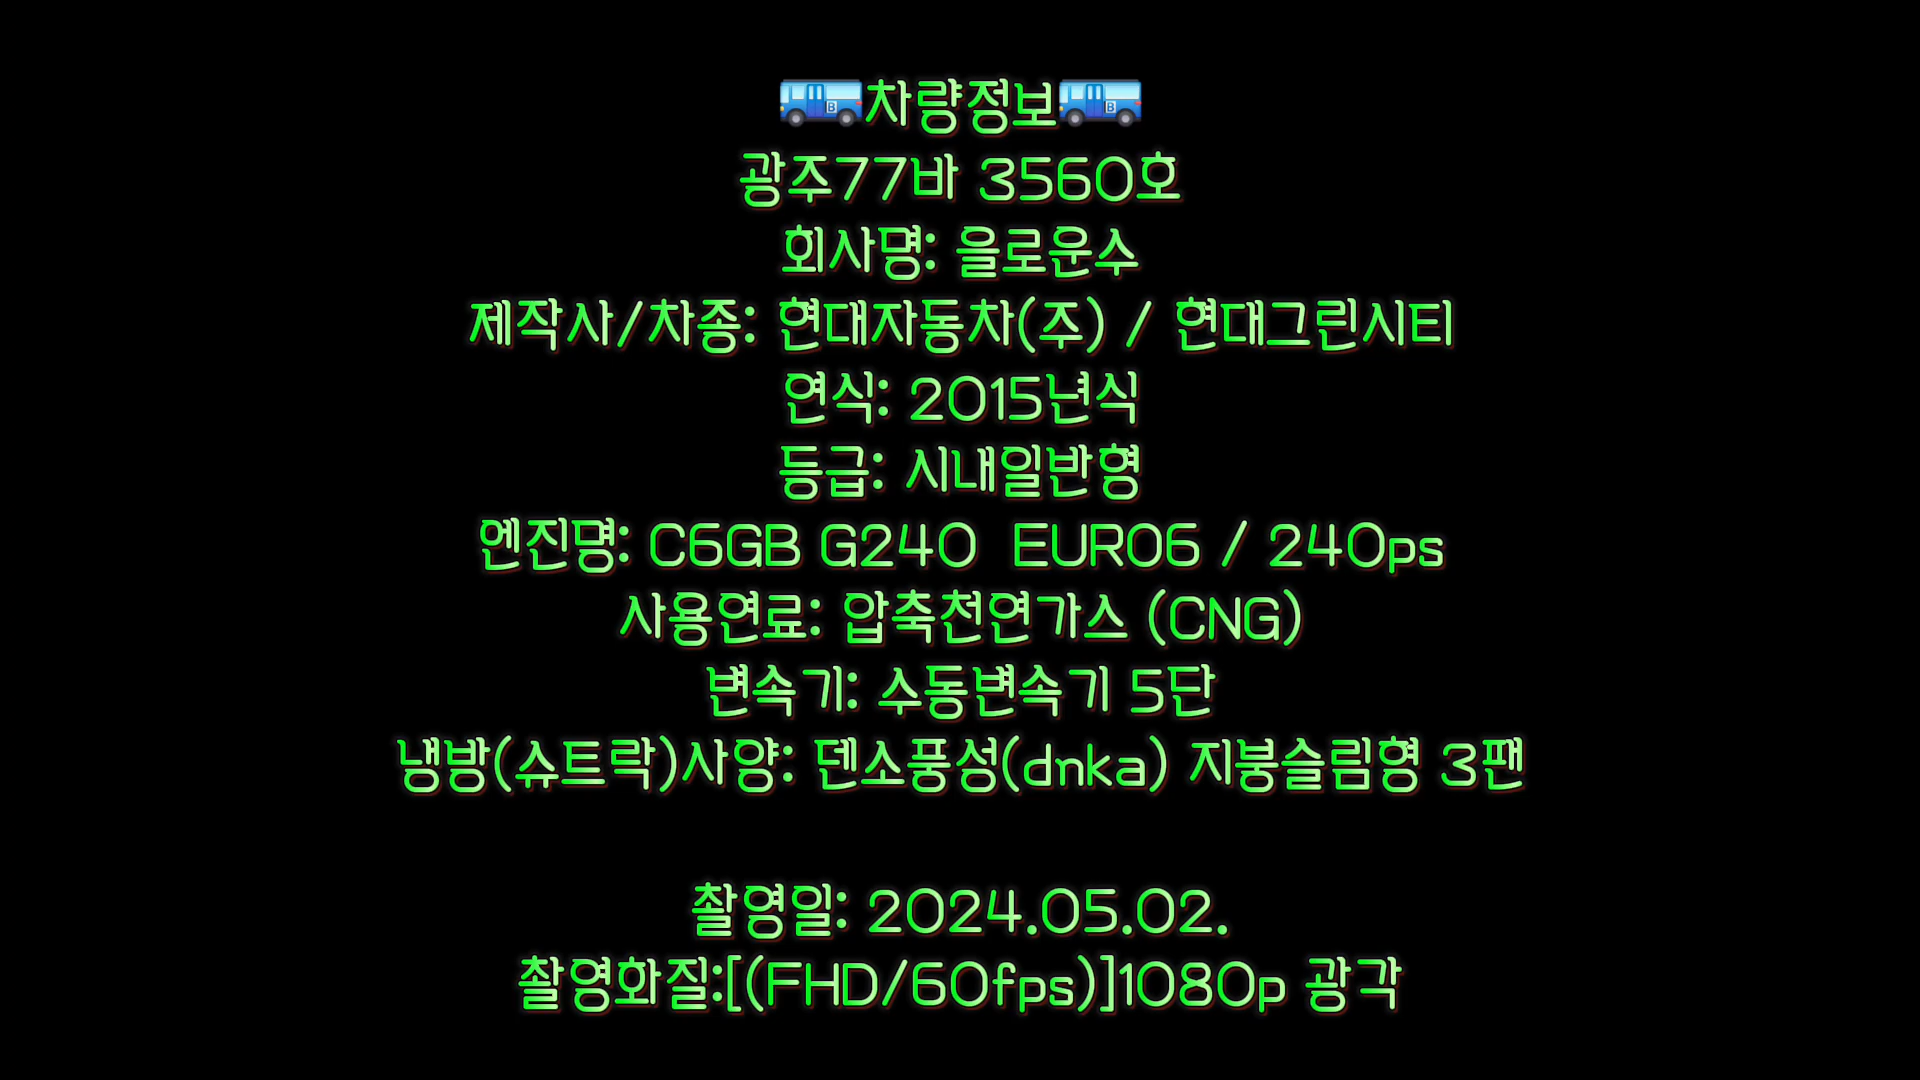 차량정보
광주77바 3560호
회사명: 을로운수
제작사/차종: 현대자동차(주) / 현대그린시티
연식: 2015년식
등급: 시내일반형
엔진명: C6GB G240  EURO6 / 240ps
사용연료: 압축천연가스 (CNG)
변속기: 수동변속기 5단
냉방(슈트락)사양: 덴소풍성(dnka) 지붕슬림형 3팬
촬영일: 2024.05.02.
촬영화질:[(FHD/60fps)]1080p 광각